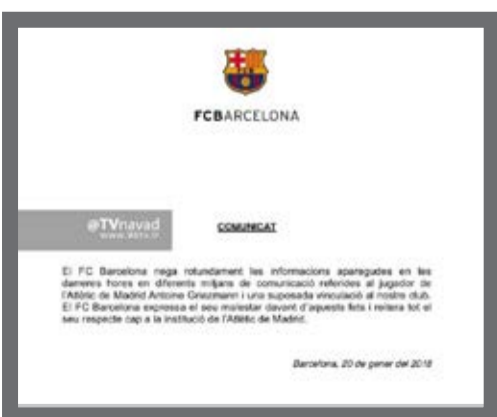 FCBARCELONA
@TVnavad
COMUNICAT
El FC Barcelona nega rotundament les informacions aparegudes en les
darreres hores en diferents mitjans de comunicació referides al jugador de
l'Atlètic de Madrid Antoine Griezmann i una suposada vinculació al nostre club.
El FC Barcelona expressa el seu malestar davant d'aquests fets i reitera tot el
seu respecte cap a la institució de l'Atlètic de Madrid.
Barcelona, 20 de gener del 2018